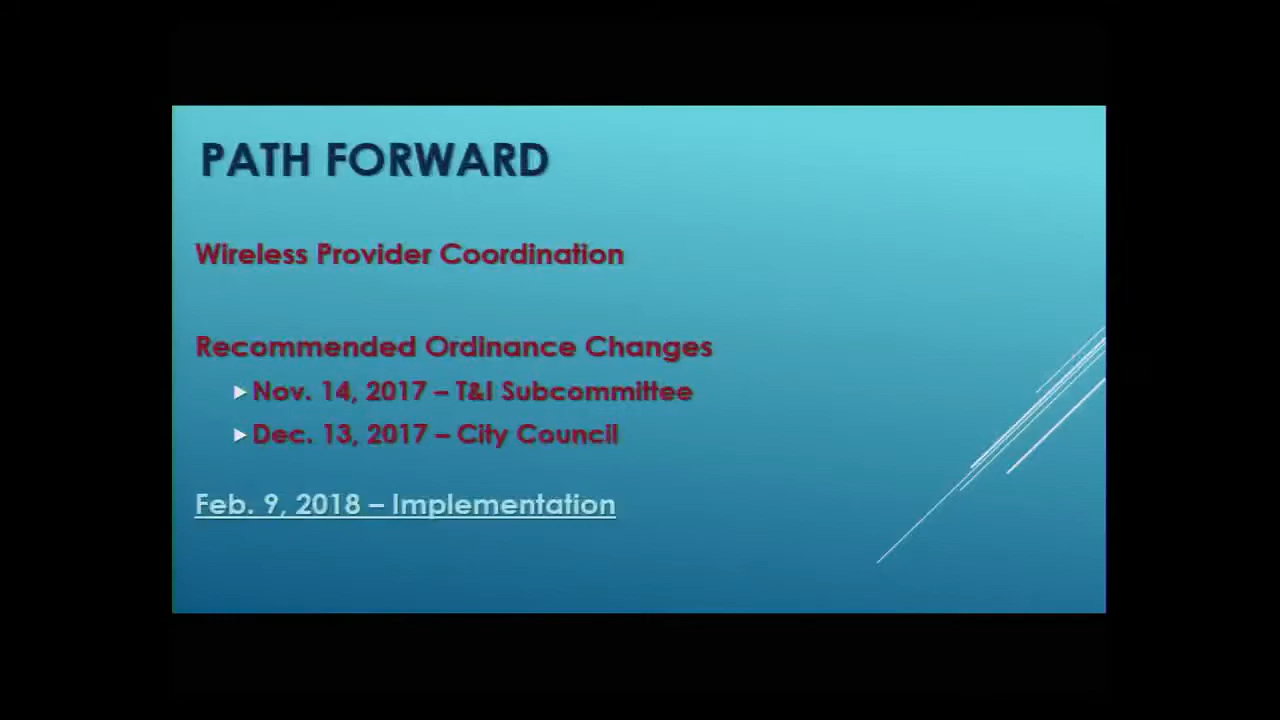 PATH FORWARD
Wireless Provider Coordination
Recommended Ordinance Changes
Nov. 14, 2017 – T&I Subcommittee
Dec. 13, 2017 – City Council
Feb. 9, 2018 – Implementation